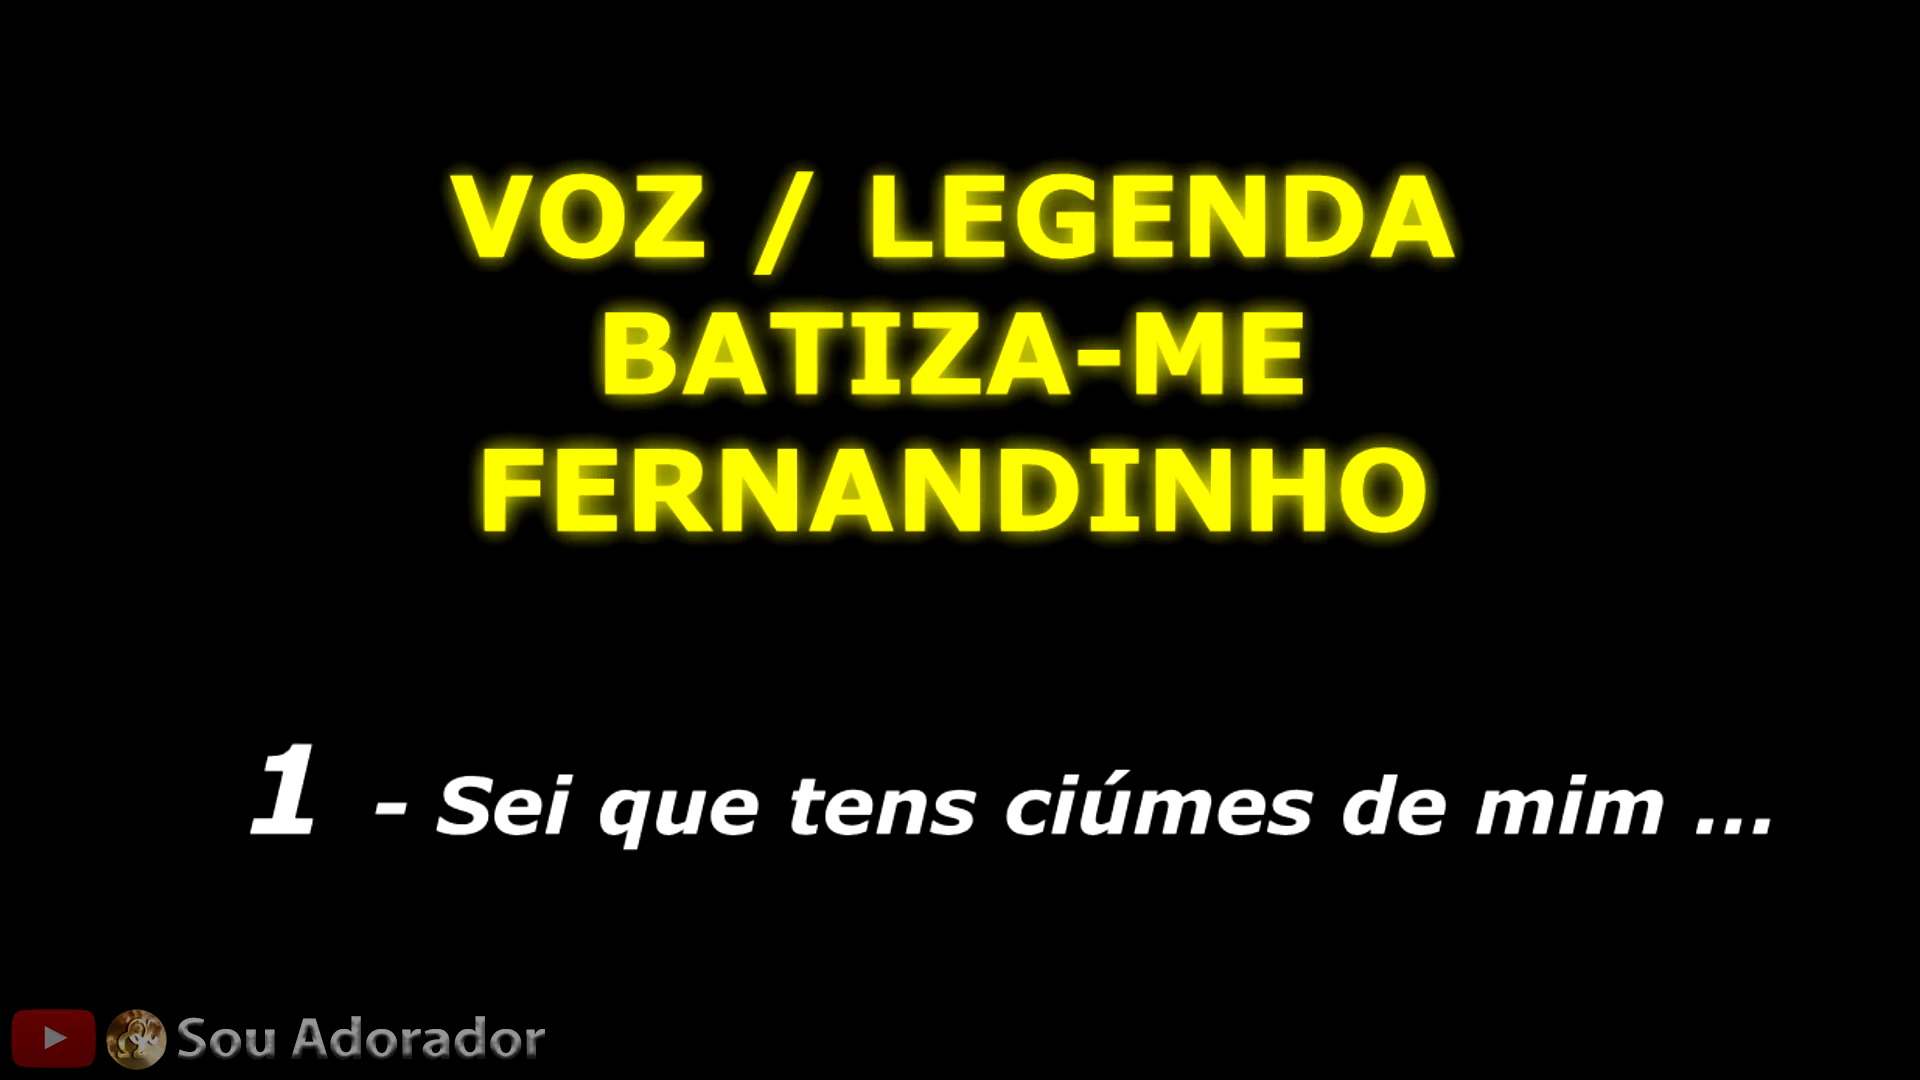 VOZ / LEGENDA
BATIZA-ME
FERNANDINHO
1 - Sei que tens ciúmes de mim ...
Sou Adorador